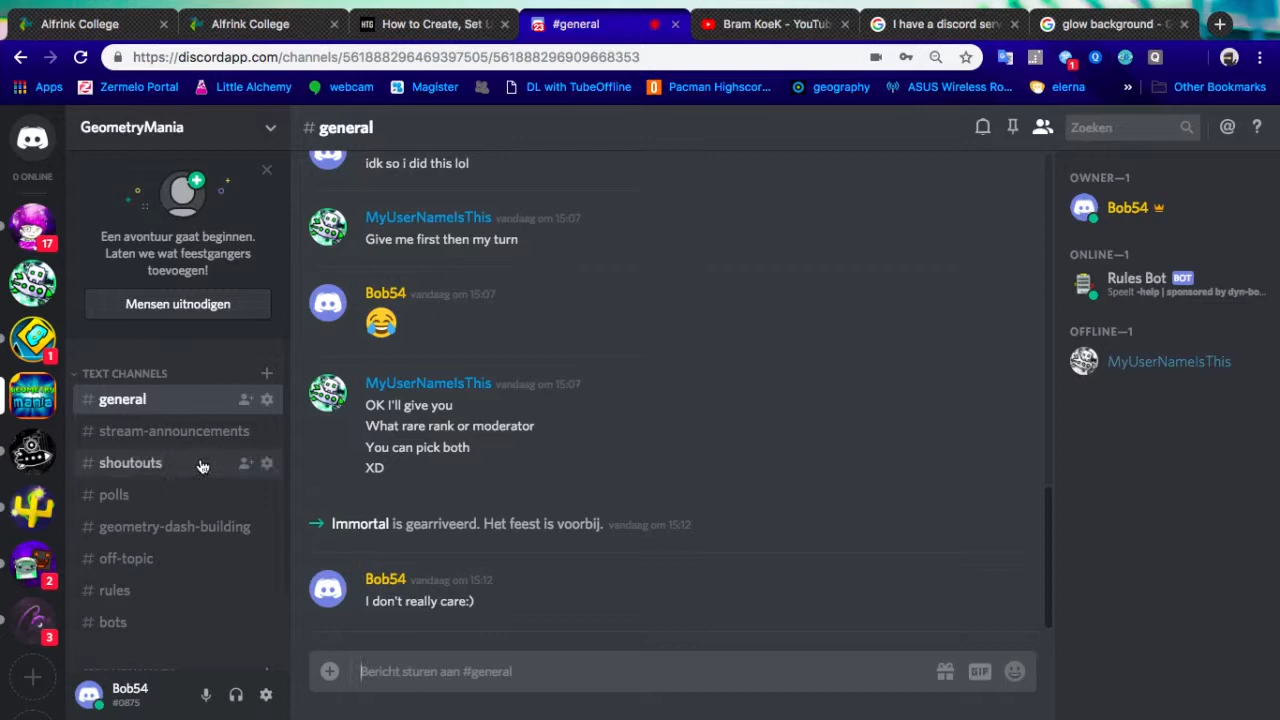 Alfrink College
Alfrink College
How to Create, Set U
#general
Bram KoeK - YouTub
I have a discord serv
glow background - G
https://discordapp.com/channels/561888296469397505/561888296909668353
1
Apps
Zermelo Portal
Little Alchemy
webcam
Magister
DL with TubeOffline
Pacman Highscor...
geography
ASUS Wireless Ro...
elerna
»
Other Bookmarks
GeometryMania
# general
Zoeken
0 ONLINE
17
1
2
3
Een avontuur gaat beginnen.
Laten we wat feestgangers
toevoegen!
Mensen uitnodigen
TEXT CHANNELS
# general
# stream-announcements
# shoutouts
# polls
# geometry-dash-building
# off-topic
# rules
# bots
Bob54
#0875
idk so i did this lol
MyUserNameIsThis vandaag om 15:07
Give me first then my turn
Bob54 vandaag om 15:07
😂
MyUserNameIsThis vandaag om 15:07
OK I'll give you
What rare rank or moderator
You can pick both
XD
Immortal is gearriveerd. Het feest is voorbij. vandaag om 15:12
Bob54 vandaag om 15:12
I don't really care:)
Bericht sturen aan #general
GIF
OWNER—1
Bob54
ONLINE—1
Rules Bot BOT
Speelt -help | sponsored by dyn-bo...
OFFLINE—1
MyUserNameIsThis